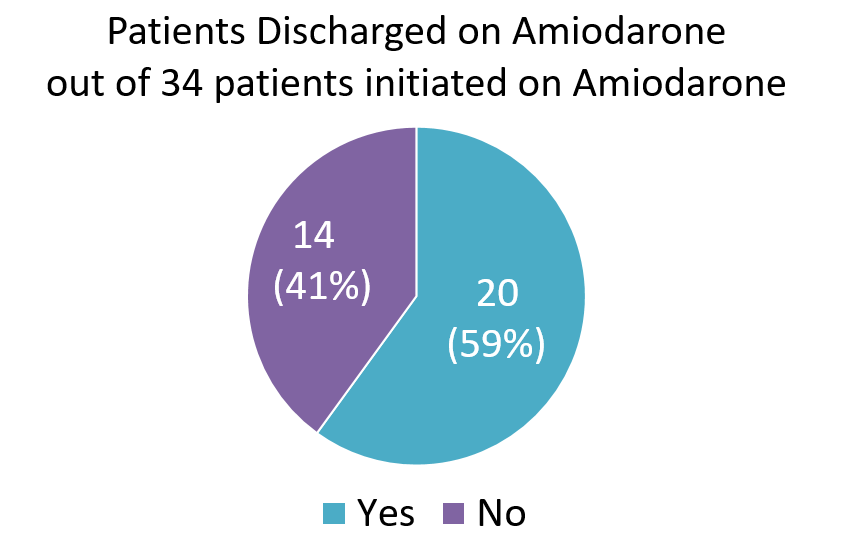 Patients Discharged on Amiodarone
out of 34 patients initiated on Amiodarone
14
(41%)
20
(59%)
Yes No